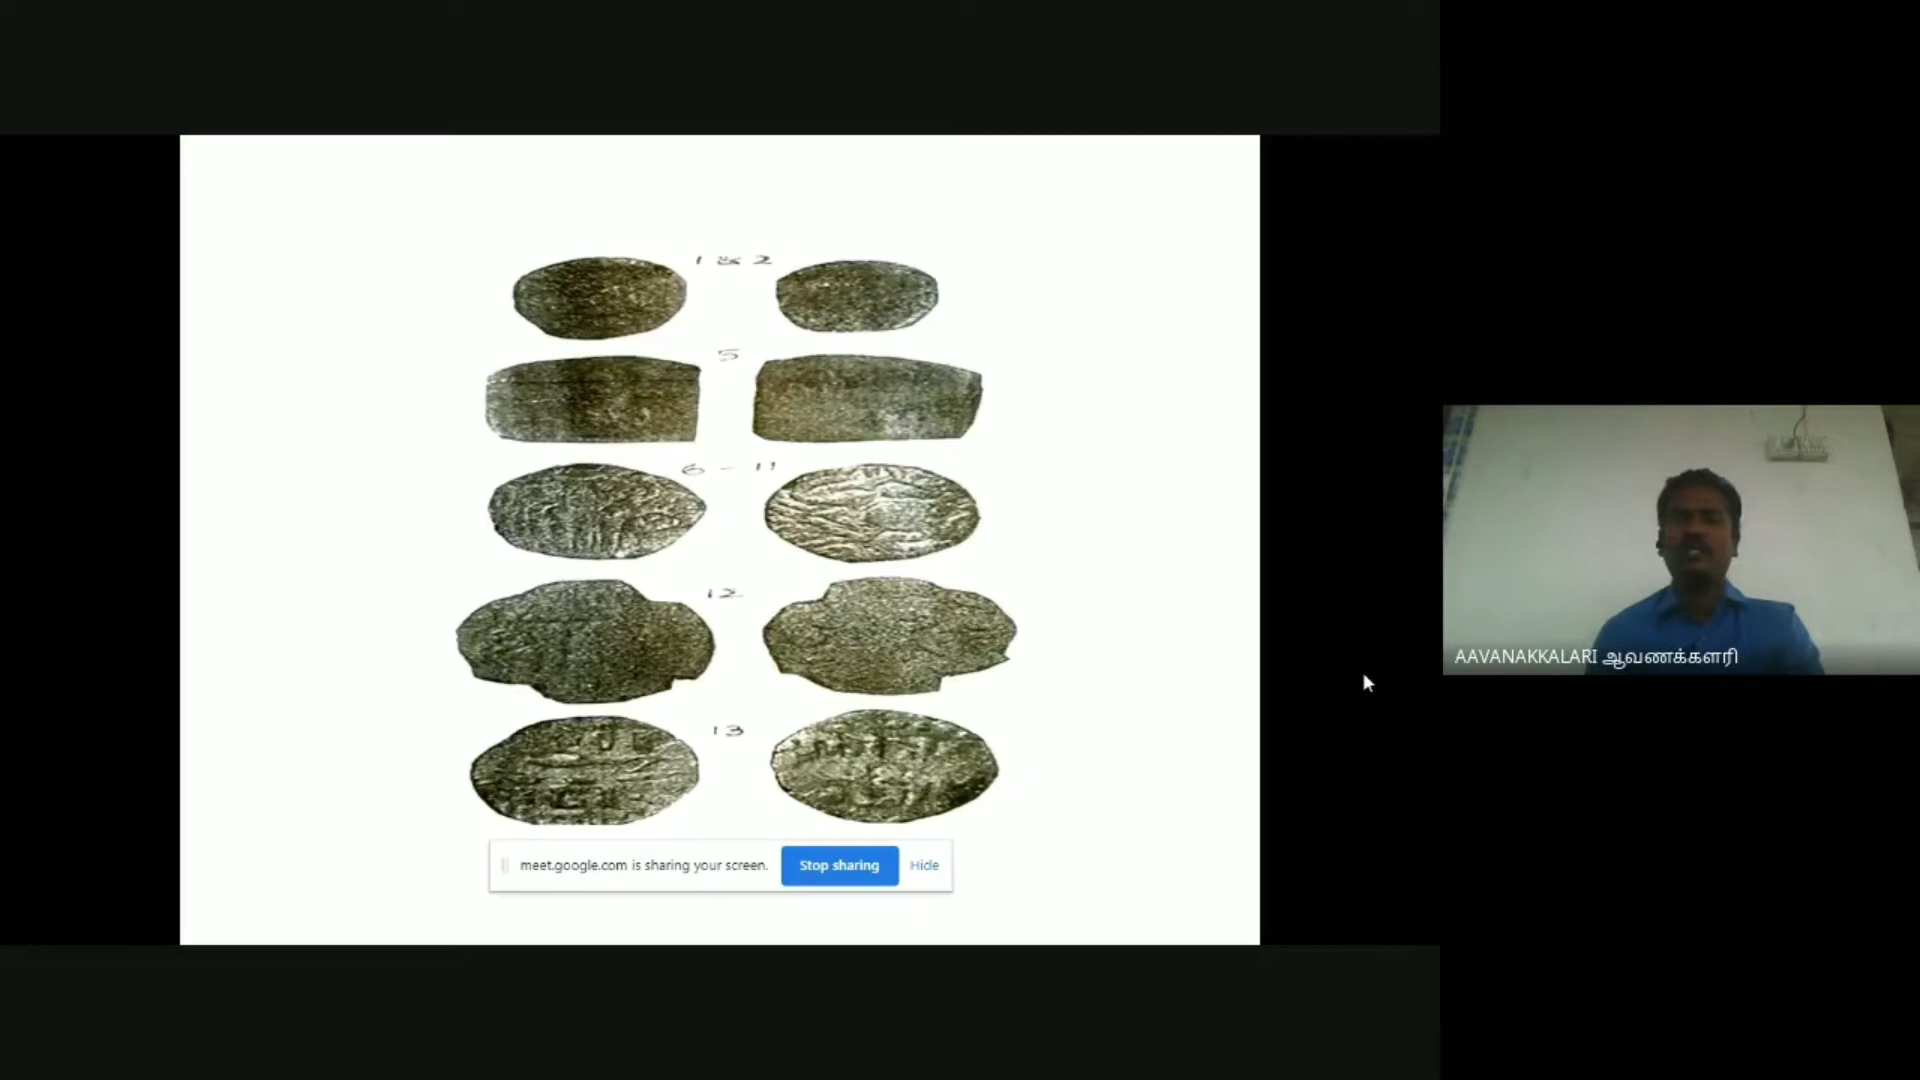 1 & 2
5
6 - 11
12
13
meet.google.com is sharing your screen. Stop sharing Hide
AAVANAKKALARI ஆவணக்களரி